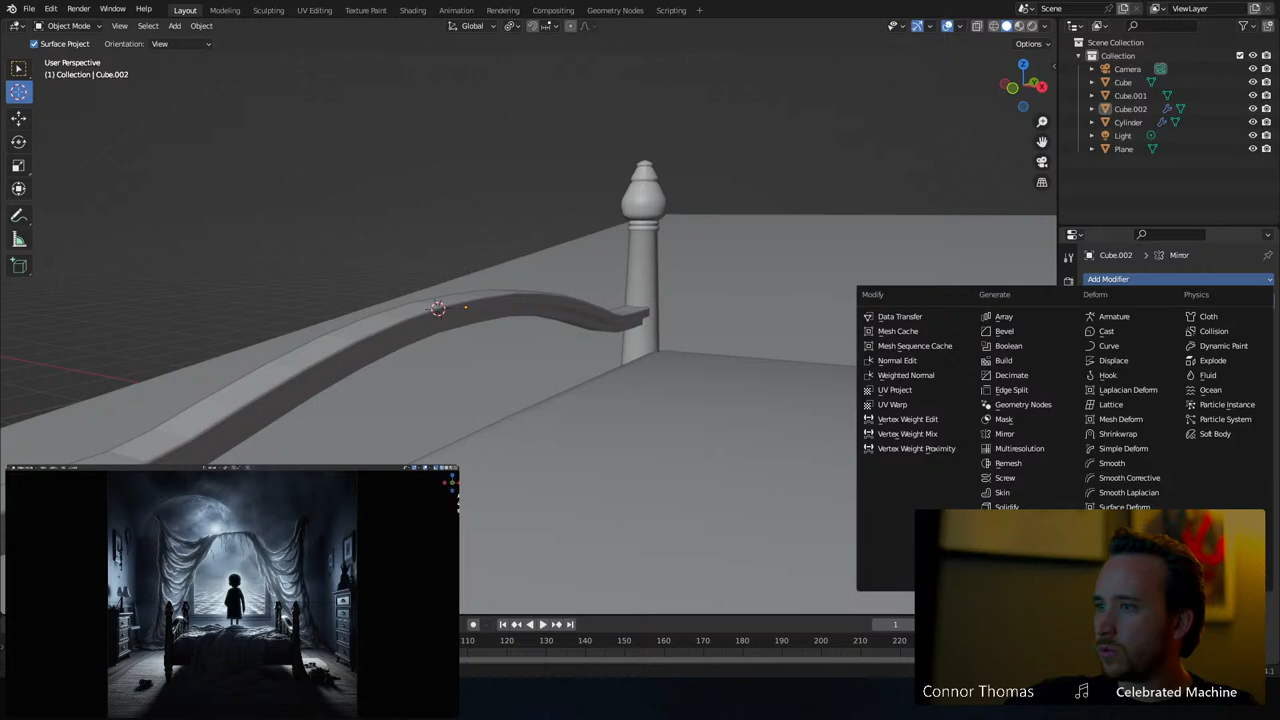 File Edit Render Window Help Layout Modeling Sculpting UV Editing Texture Paint Shading Animation Rendering Compositing Geometry Nodes Scripting Scene ViewLayer
Object Mode View Select Add Object Global
Surface Project Orientation: View Options
User Perspective
(1) Collection | Cube.002
Z
Y
X
Scene Collection
Collection
Camera
Cube
Cube.001
Cube.002
Cylinder
Light
Plane
Cube.002 Mirror
Add Modifier
Modify Generate Deform Physics
Data Transfer Array Armature Cloth
Mesh Cache Bevel Cast Collision
Mesh Sequence Cache Boolean Curve Dynamic Paint
Normal Edit Build Displace Explode
Weighted Normal Decimate Hook Fluid
UV Project Edge Split Laplacian Deform Ocean
UV Warp Geometry Nodes Lattice Particle Instance
Vertex Weight Edit Mask Mesh Deform Particle System
Vertex Weight Mix Mirror Shrinkwrap Soft Body
Vertex Weight Proximity Multiresolution Simple Deform
Remesh Smooth
Screw Smooth Corrective
Skin Smooth Laplacian
Solidify Surface Deform
1
110 120 130 140 150 160 170 180 190 200 210 220
Connor Thomas Celebrated Machine